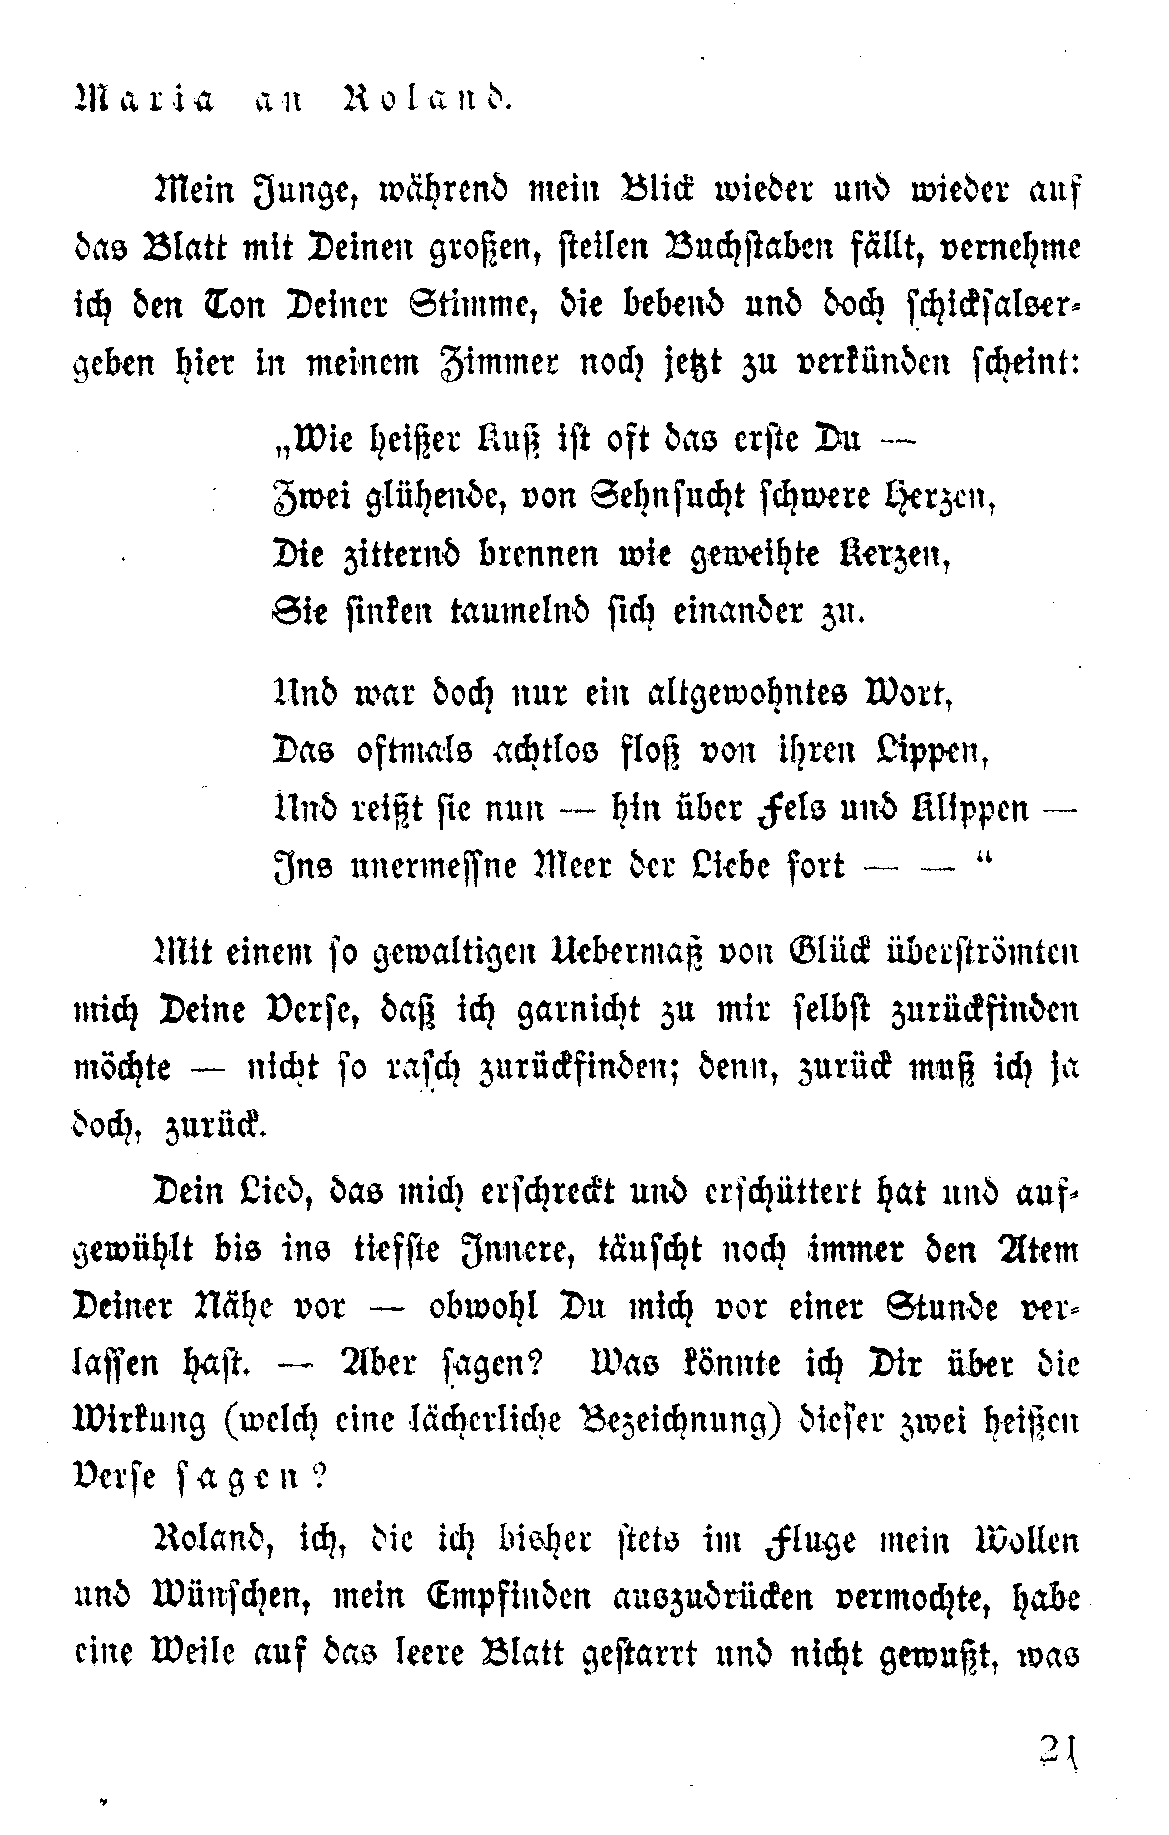 Maria an Roland.
Mein Junge, während mein Blick wieder und wieder auf
das Blatt mit Deinen großen, steilen Buchstaben fällt, vernehme
ich den Ton Deiner Stimme, die bebend und doch schicksalser-
geben hier in meinem Zimmer noch jetzt zu verkünden scheint:
„Wie heißer Kuß ist oft das erste Du —
Zwei glühende, von Sehnsucht schwere Herzen,
Die zitternd brennen wie geweihte Kerzen,
Sie sinken taumelnd sich einander zu.
Und war doch nur ein altgewohntes Wort,
Das oftmals achtlos floß von ihren Lippen,
Und reißt sie nun — hin über Fels und Klippen —
Ins unermessne Meer der Liebe fort — — “
Mit einem so gewaltigen Uebermaß von Glück überströmten
mich Deine Verse, daß ich garnicht zu mir selbst zurückfinden
möchte — nicht so rasch zurückfinden; denn, zurück muß ich ja
doch, zurück.
Dein Lied, das mich erschreckt und erschüttert hat und auf-
gewühlt bis ins tiefste Innere, täuscht noch immer den Atem
Deiner Nähe vor — obwohl Du mich vor einer Stunde ver-
lassen hast. — Aber sagen? Was könnte ich Dir über die
Wirkung (welch eine lächerliche Bezeichnung) dieser zwei heißen
Verse sagen?
Roland, ich, die ich bisher stets im Fluge mein Wollen
und Wünschen, mein Empfinden auszudrücken vermochte, habe
eine Weile auf das leere Blatt gestarrt und nicht gewußt, was
21